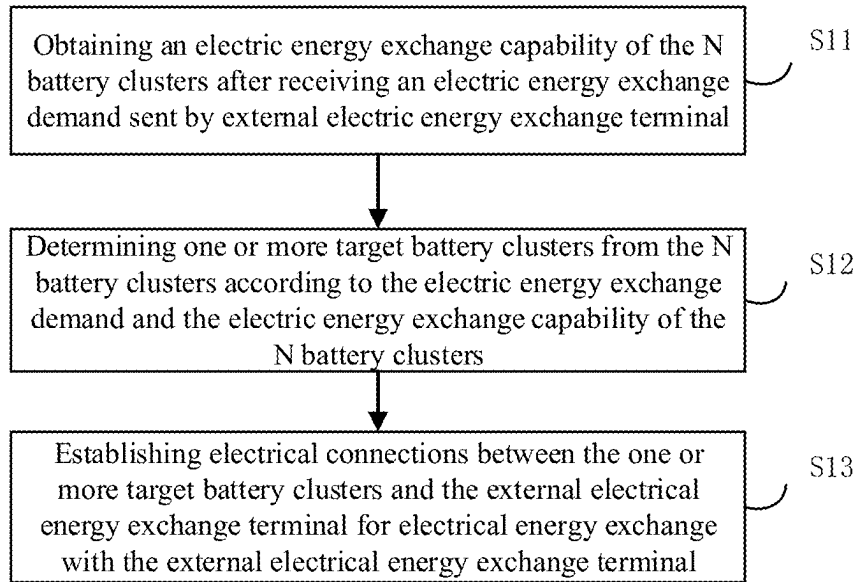 Obtaining an electric energy exchange capability of the N
battery clusters after receiving an electric energy exchange
demand sent by external electric energy exchange terminal
S11
Determining one or more target battery clusters from the N
battery clusters according to the electric energy exchange
demand and the electric energy exchange capability of the
N battery clusters
S12
Establishing electrical connections between the one or
more target battery clusters and the external electrical
energy exchange terminal for electrical energy exchange
with the external electrical energy exchange terminal
S13